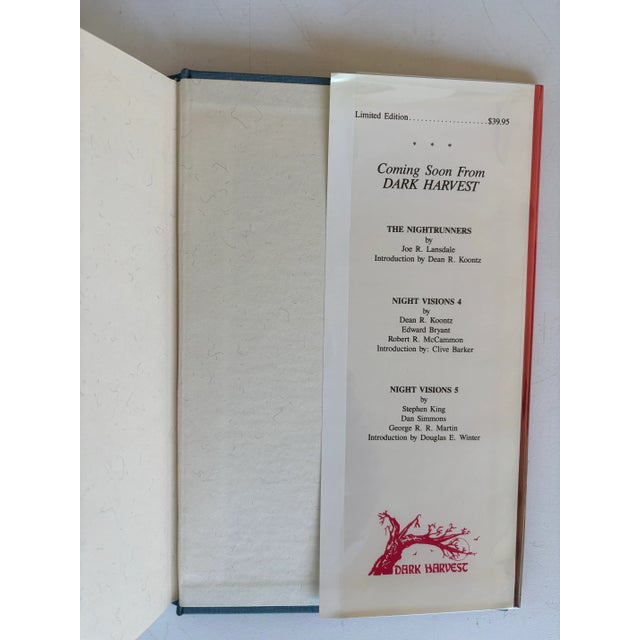 Limited Edition....................$39.95
* * *
Coming Soon From
DARK HARVEST
THE NIGHTRUNNERS
by
Joe R. Lansdale
Introduction by Dean R. Koontz
NIGHT VISIONS 4
by
Dean R. Koontz
Edward Bryant
Robert R. McCammon
Introduction by: Clive Barker
NIGHT VISIONS 5
by
Stephen King
Dan Simmons
George R. R. Martin
Introduction by Douglas E. Winter
DARK HARVEST